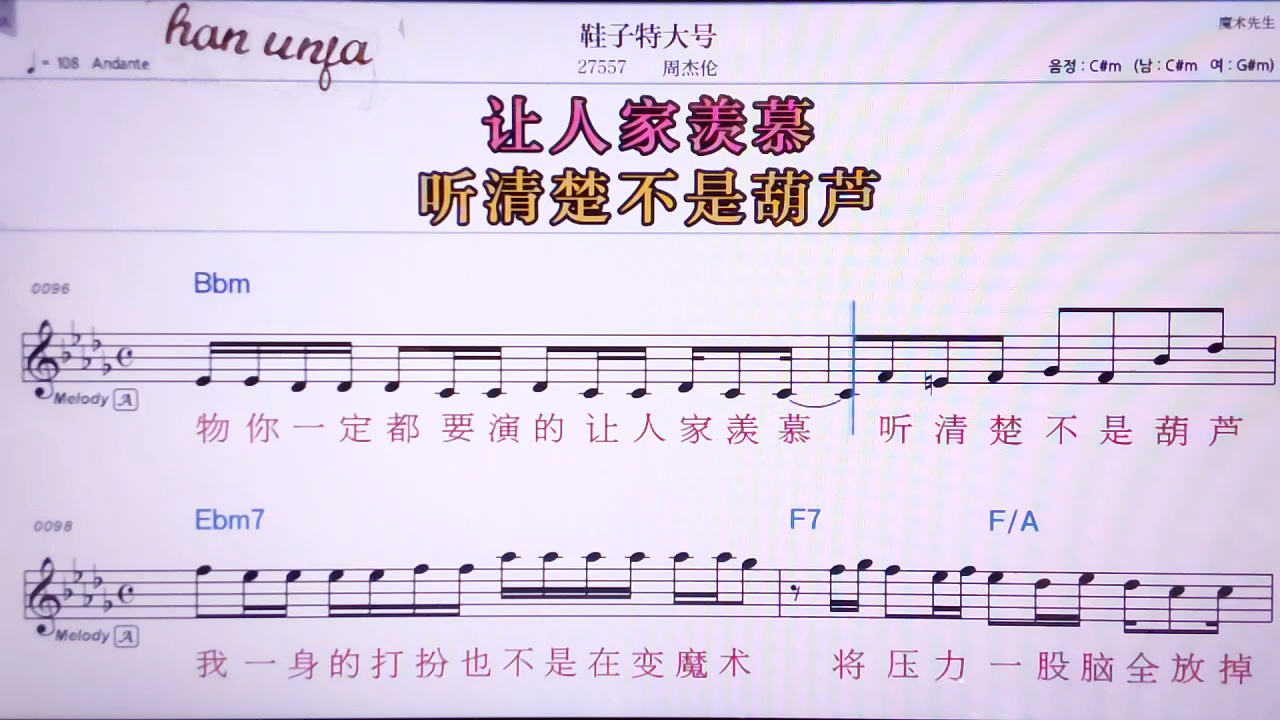 han unfa
鞋子特大号
魔术先生
♩= 108 Andante
27557 周杰伦
음정 : C#m (남 : C#m 여 : G#m)
让人家羡慕
听清楚不是葫芦
0096 Bbm
Melody A
物你一定都要演的让人家羡慕 听清楚不是葫芦
0098 Ebm7 F7 F/A
Melody A
我一身的打扮也不是在变魔术 将压力一股脑全放掉